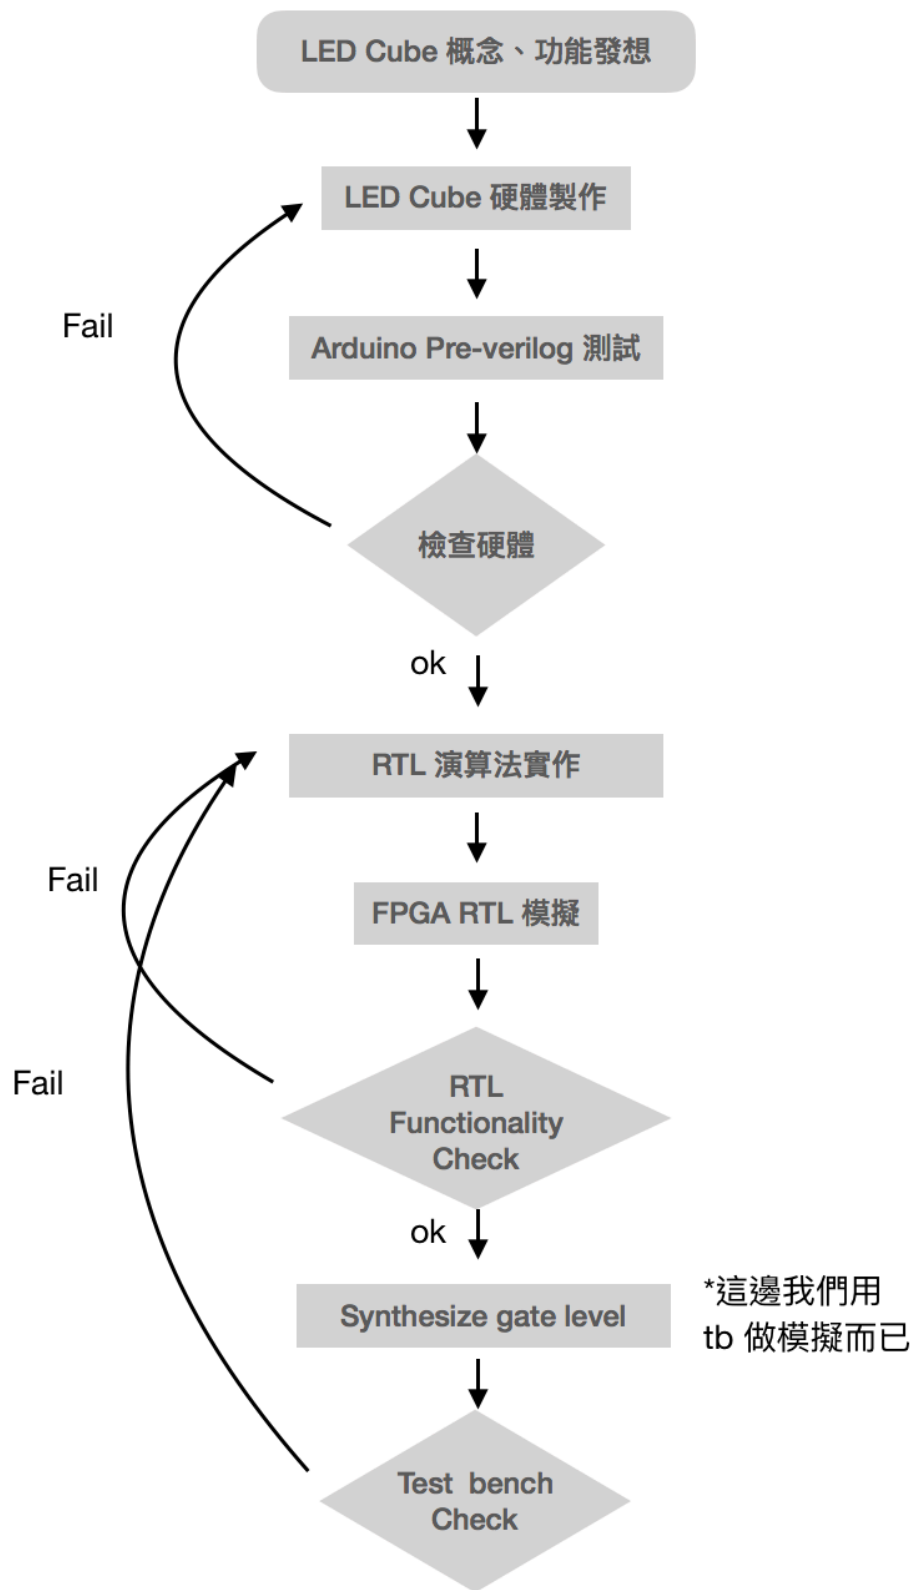 LED Cube 概念、功能發想
LED Cube 硬體製作
Fail
Arduino Pre-verilog 測試
檢查硬體
ok
RTL 演算法實作
Fail
FPGA RTL 模擬
Fail
RTL
Functionality
Check
ok
Synthesize gate level
*這邊我們用
tb 做模擬而已
Test bench
Check